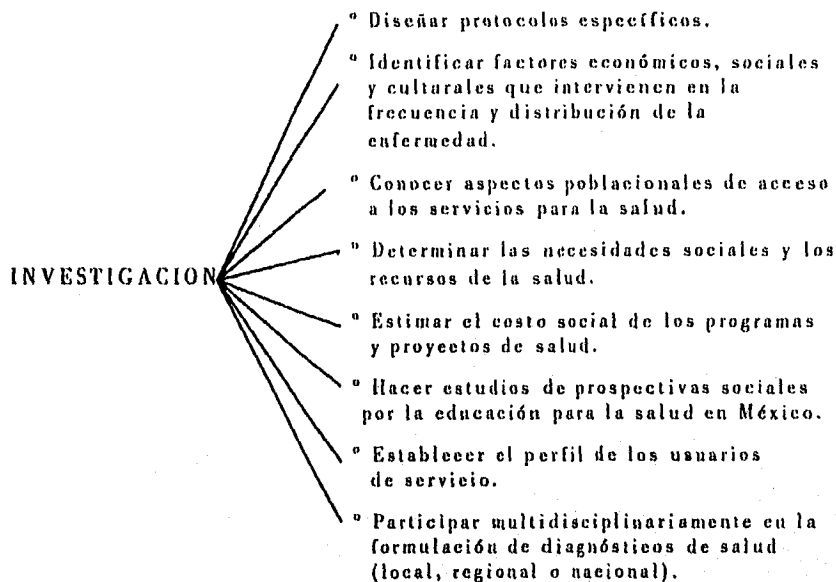 ° Diseñar protocolos específicos.
° Identificar factores económicos, sociales
y culturales que intervienen en la
frecuencia y distribución de la
enfermedad.
° Conocer aspectos poblacionales de acceso
a los servicios para la salud.
° Determinar las necesidades sociales y los
recursos de la salud.
INVESTIGACION
° Estimar el costo social de los programas
y proyectos de salud.
° Hacer estudios de prospectivas sociales
por la educación para la salud en México.
° Establecer el perfil de los usuarios
de servicio.
° Participar multidisciplinariamente en la
formulación de diagnósticos de salud
(local, regional o nacional).